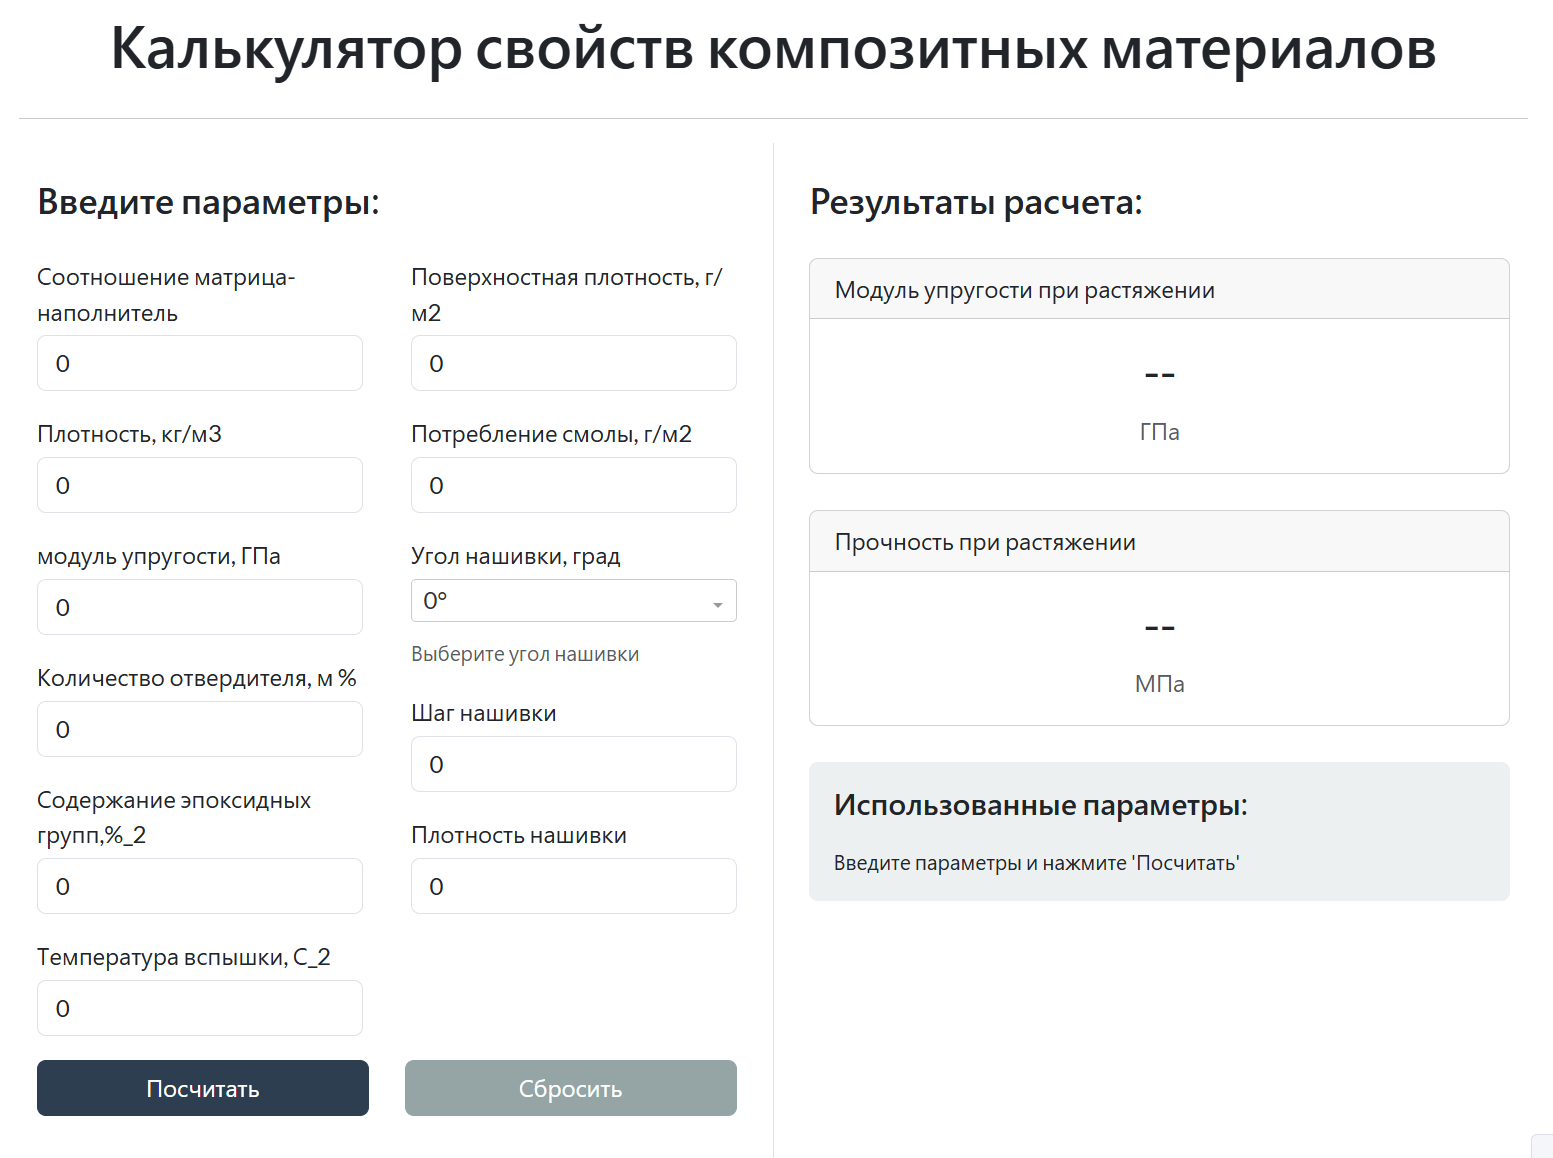 Калькулятор свойств композитных материалов
Введите параметры:
Соотношение матрица-
наполнитель
0
Плотность, кг/м3
0
модуль упругости, ГПа
0
Количество отвердителя, м %
0
Содержание эпоксидных
групп,%_2
0
Температура вспышки, С_2
0
Поверхностная плотность, г/
м2
0
Потребление смолы, г/м2
0
Угол нашивки, град
0°
Выберите угол нашивки
Шаг нашивки
0
Плотность нашивки
0
Посчитать
Сбросить
Результаты расчета:
Модуль упругости при растяжении
--
ГПа
Прочность при растяжении
--
МПа
Использованные параметры:
Введите параметры и нажмите 'Посчитать'